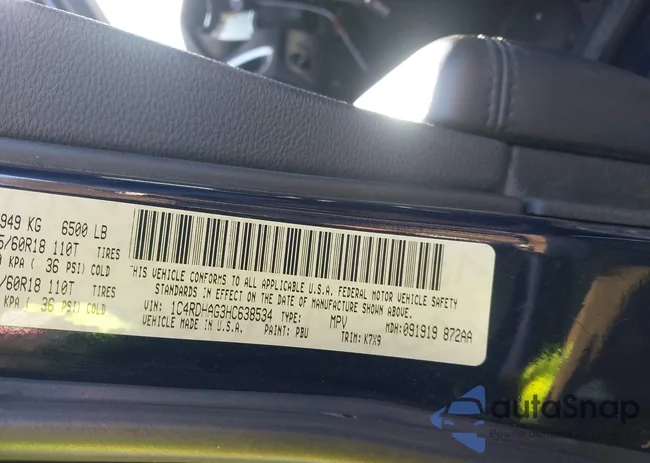 949 KG 6500 LB
5/60R18 110T TIRES
KPA ( 36 PSI) COLD
/60R18 110T TIRES
KPA ( 36 PSI) COLD
HIS VEHICLE CONFORMS TO ALL APPLICABLE U.S.A. FEDERAL MOTOR VEHICLE SAFETY
STANDARDS IN EFFECT ON THE DATE OF MANUFACTURE SHOWN ABOVE.
VIN: 1C4RDHAG3HC638534 TYPE: MPV MDH: 091919 872AA
VEHICLE MADE IN U.S.A. PAINT: PBU TRIM: K7X9
autoSnap